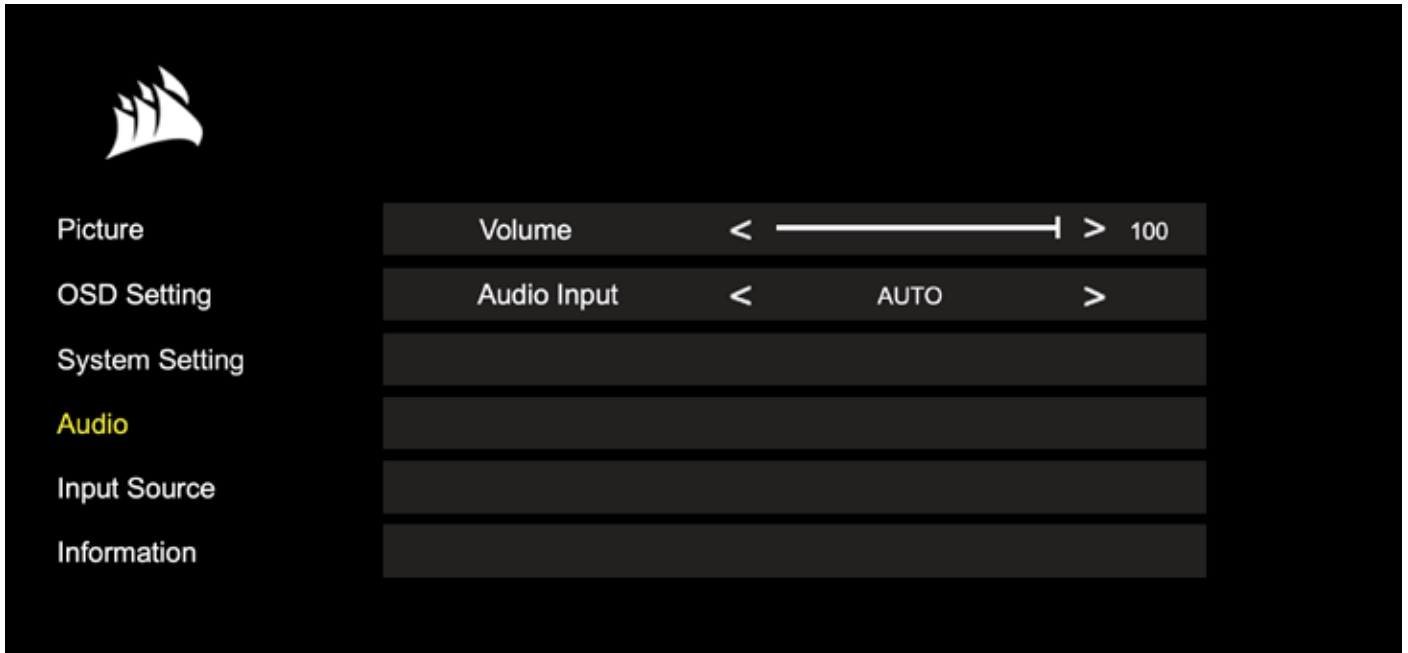 Picture Volume < > 100
OSD Setting Audio Input < AUTO >
System Setting
Audio
Input Source
Information